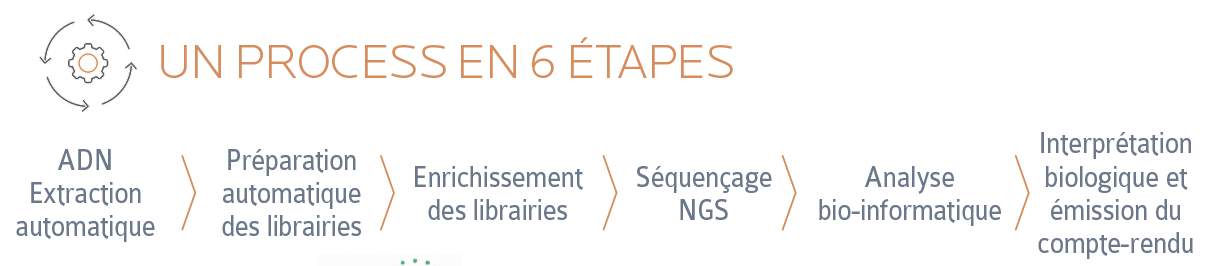 UN PROCESS EN 6 ÉTAPES
ADN
Extraction
automatique
Préparation
automatique
des librairies
Enrichissement
des librairies
Séquençage
NGS
Analyse
bio-informatique
Interprétation
biologique et
émission du
compte-rendu